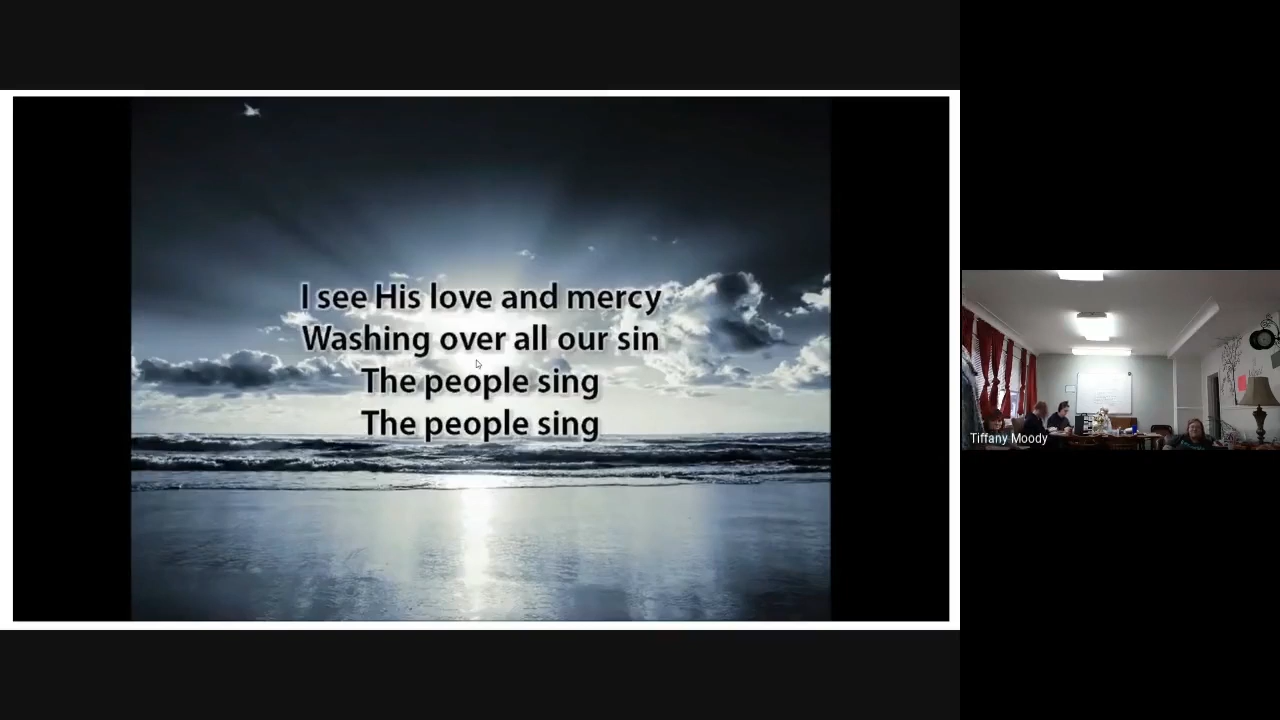 I see His love and mercy
Washing over all our sin
The people sing
The people sing
Tiffany Moody